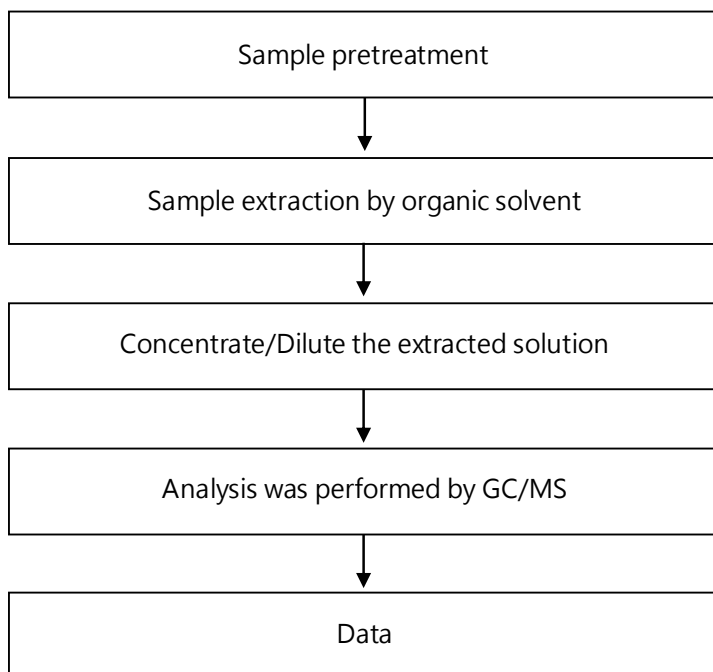 Sample pretreatment
Sample extraction by organic solvent
Concentrate/Dilute the extracted solution
Analysis was performed by GC/MS
Data